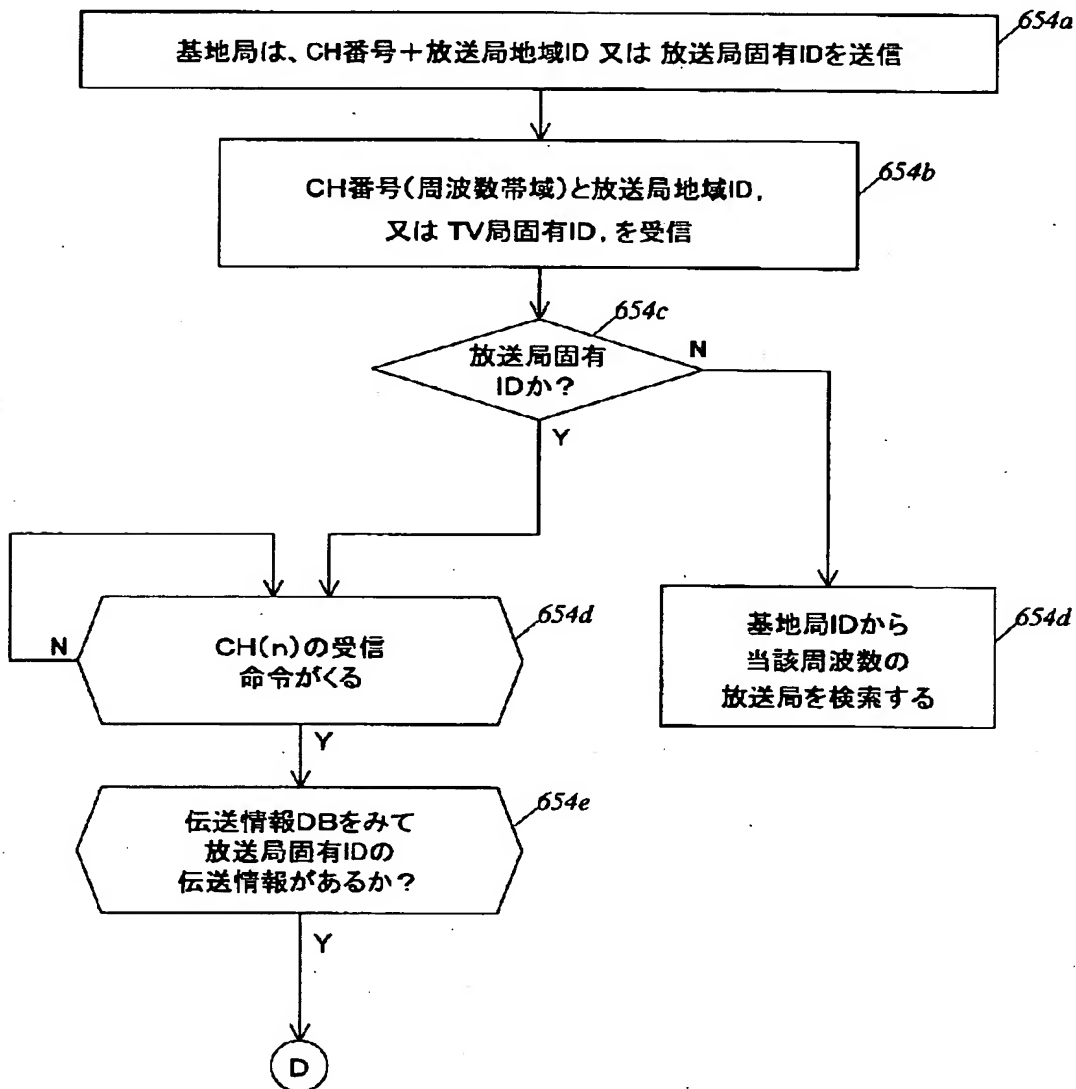 654a
基地局は、CH番号＋放送局地域ID 又は 放送局固有IDを送信
654b
CH番号(周波数帯域)と放送局地域ID,
又は TV局固有ID, を受信
654c
放送局固有
IDか?
N
Y
654d
CH(n)の受信
命令がくる
N
Y
654d
基地局IDから
当該周波数の
放送局を検索する
654e
伝送情報DBをみて
放送局固有IDの
伝送情報があるか?
Y
D